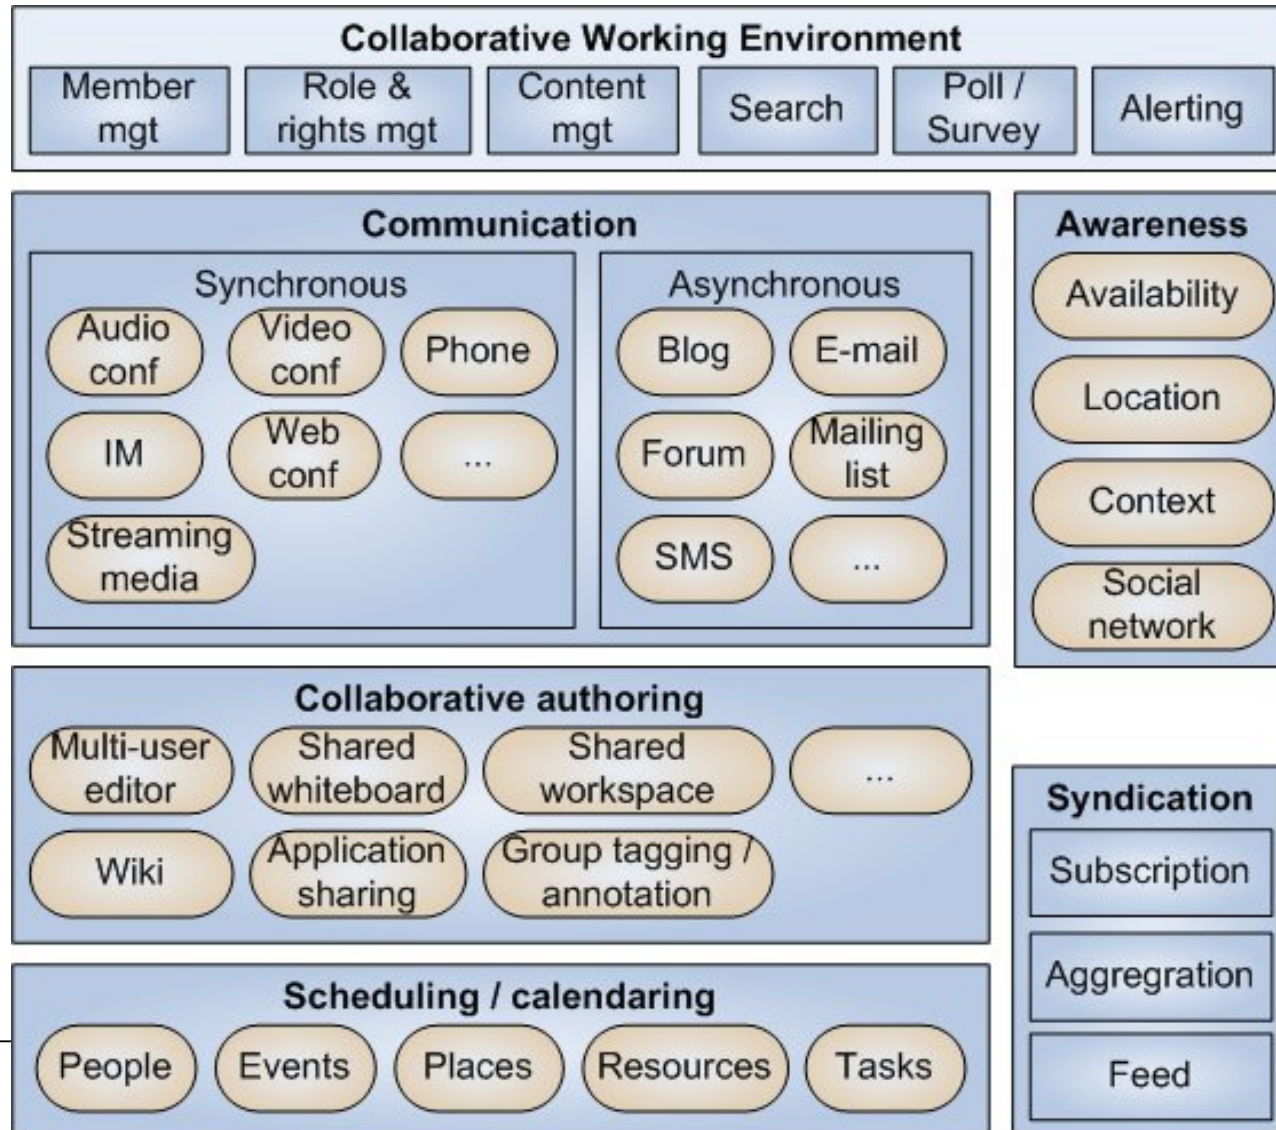 Collaborative Working Environment
Member
mgt
Role &
rights mgt
Content
mgt
Search
Poll /
Survey
Alerting
Communication
Synchronous
Audio
conf
Video
conf
Phone
IM
Web
conf
...
Streaming
media
Asynchronous
Blog
E-mail
Forum
Mailing
list
SMS
...
Awareness
Availability
Location
Context
Social
network
Collaborative authoring
Multi-user
editor
Shared
whiteboard
Shared
workspace
...
Wiki
Application
sharing
Group tagging /
annotation
Syndication
Subscription
Aggregration
Feed
Scheduling / calendaring
People
Events
Places
Resources
Tasks